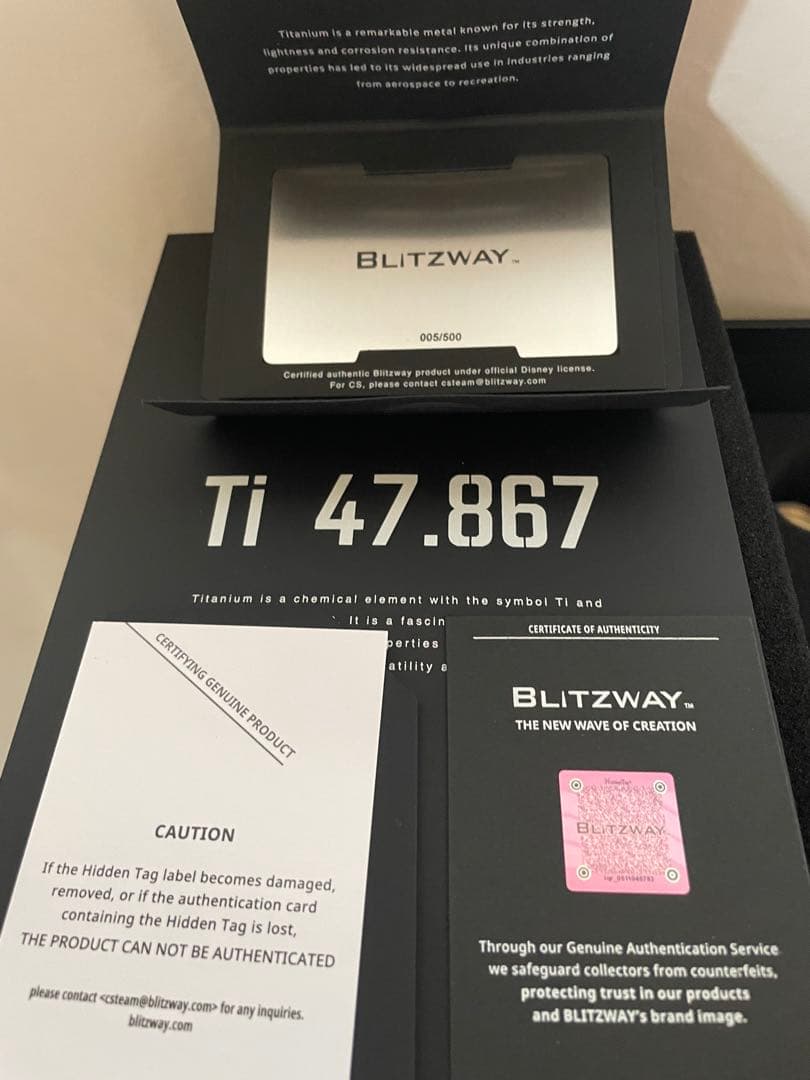 Titanium is a remarkable metal known for its strength,
lightness and corrosion resistance. Its unique combination of
properties has led to its widespread use in industries ranging
from aerospace to recreation.
BLiTZWAY™
005/500
Certified authentic Blitzway product under official Disney license.
For CS, please contact csteam@blitzway.com
Ti 47.867
Titanium is a chemical element with the symbol Ti and
It is a fascin
perties
atility a
CERTIFYING GENUINE PRODUCT
CAUTION
If the Hidden Tag label becomes damaged,
removed, or if the authentication card
containing the Hidden Tag is lost,
THE PRODUCT CAN NOT BE AUTHENTICATED
please contact <csteam@blitzway.com> for any inquiries.
blitzway.com
CERTIFICATE OF AUTHENTICITY
BLiTZWAY™
THE NEW WAVE OF CREATION
BLiTZWAY
Through our Genuine Authentication Service
we safeguard collectors from counterfeits,
protecting trust in our products
and BLITZWAY's brand image.